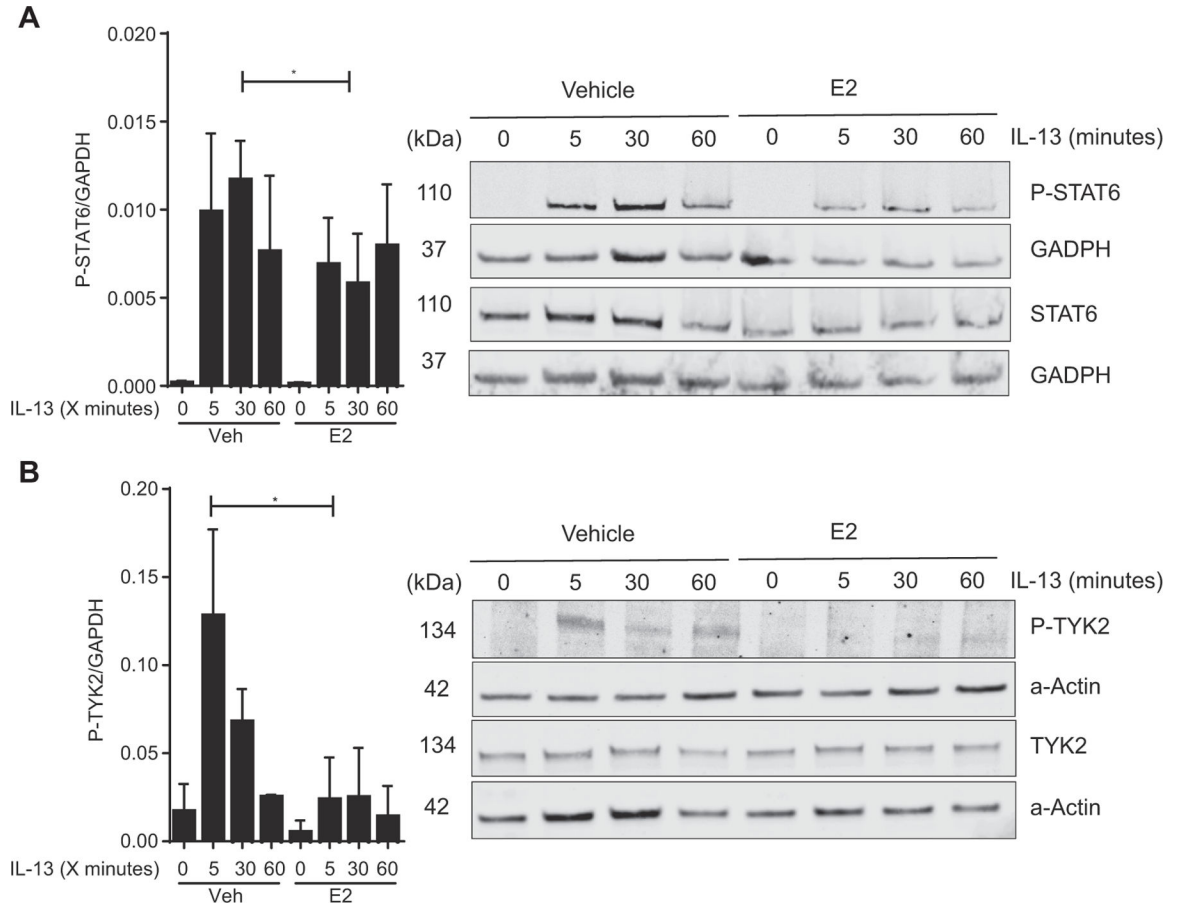 A
0.020
0.015
0.010
0.005
0.000
P-STAT6/GAPDH
*
IL-13 (X minutes) 0 5 30 60 0 5 30 60
Veh E2
Vehicle E2
(kDa) 0 5 30 60 0 5 30 60 IL-13 (minutes)
110 P-STAT6
37 GADPH
110 STAT6
37 GADPH
B
0.20
0.15
0.10
0.05
0.00
P-TYK2/GAPDH
*
IL-13 (X minutes) 0 5 30 60 0 5 30 60
Veh E2
Vehicle E2
(kDa) 0 5 30 60 0 5 30 60 IL-13 (minutes)
134 P-TYK2
42 a-Actin
134 TYK2
42 a-Actin